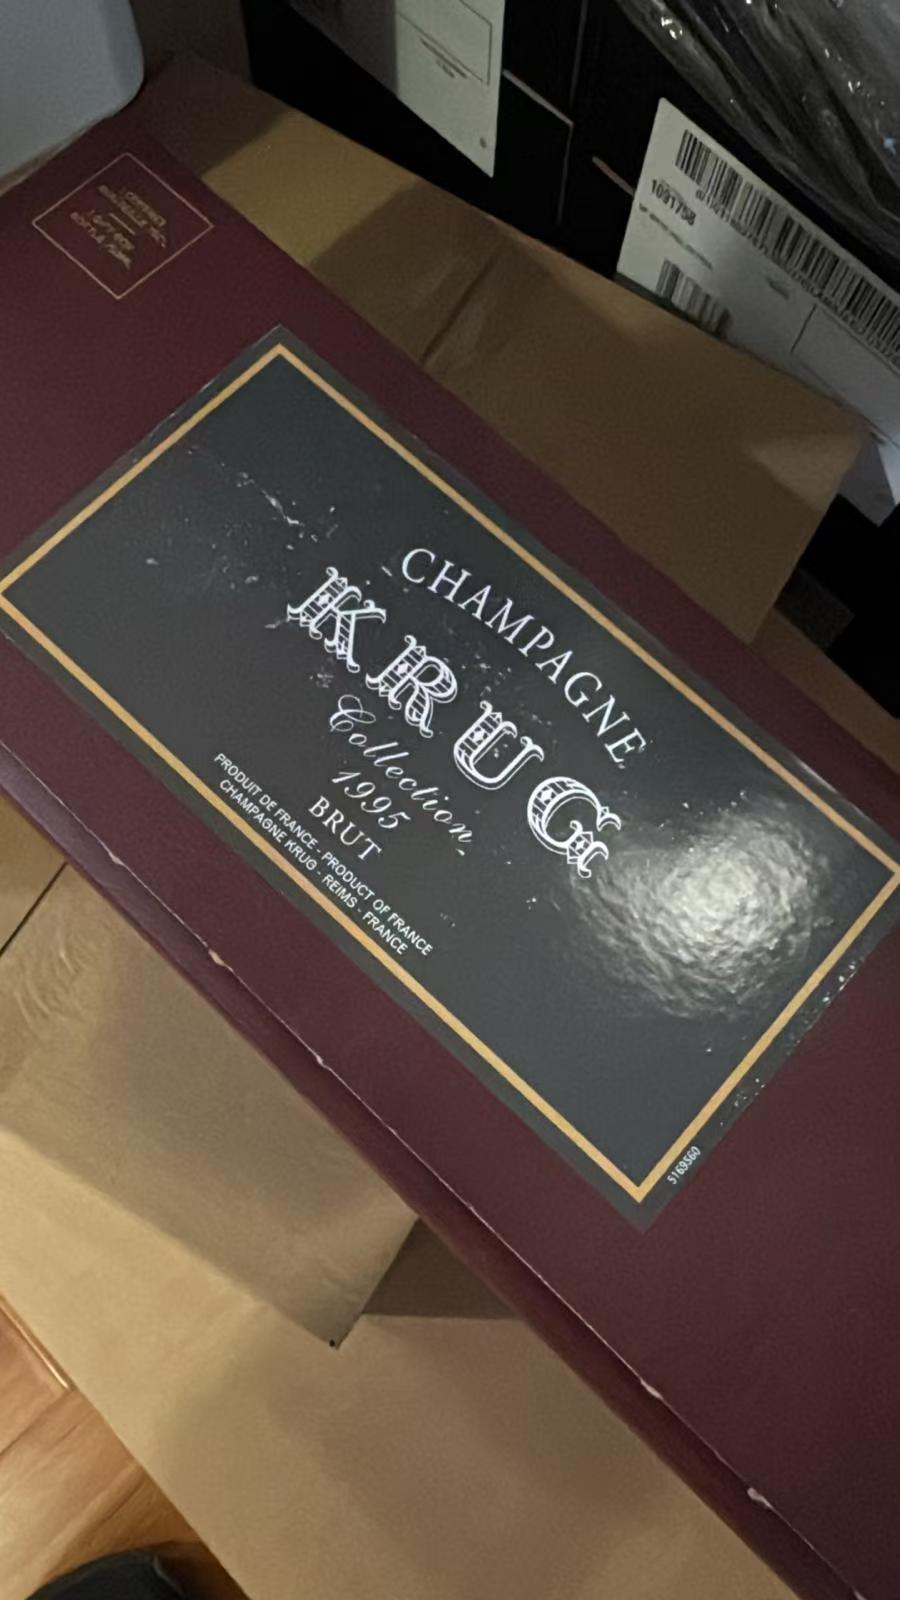 CHAMPAGNE
KRUG
Collection
1995
BRUT
PRODUIT DE FRANCE - PRODUCT OF FRANCE
CHAMPAGNE KRUG - REIMS - FRANCE
5169560
1091758